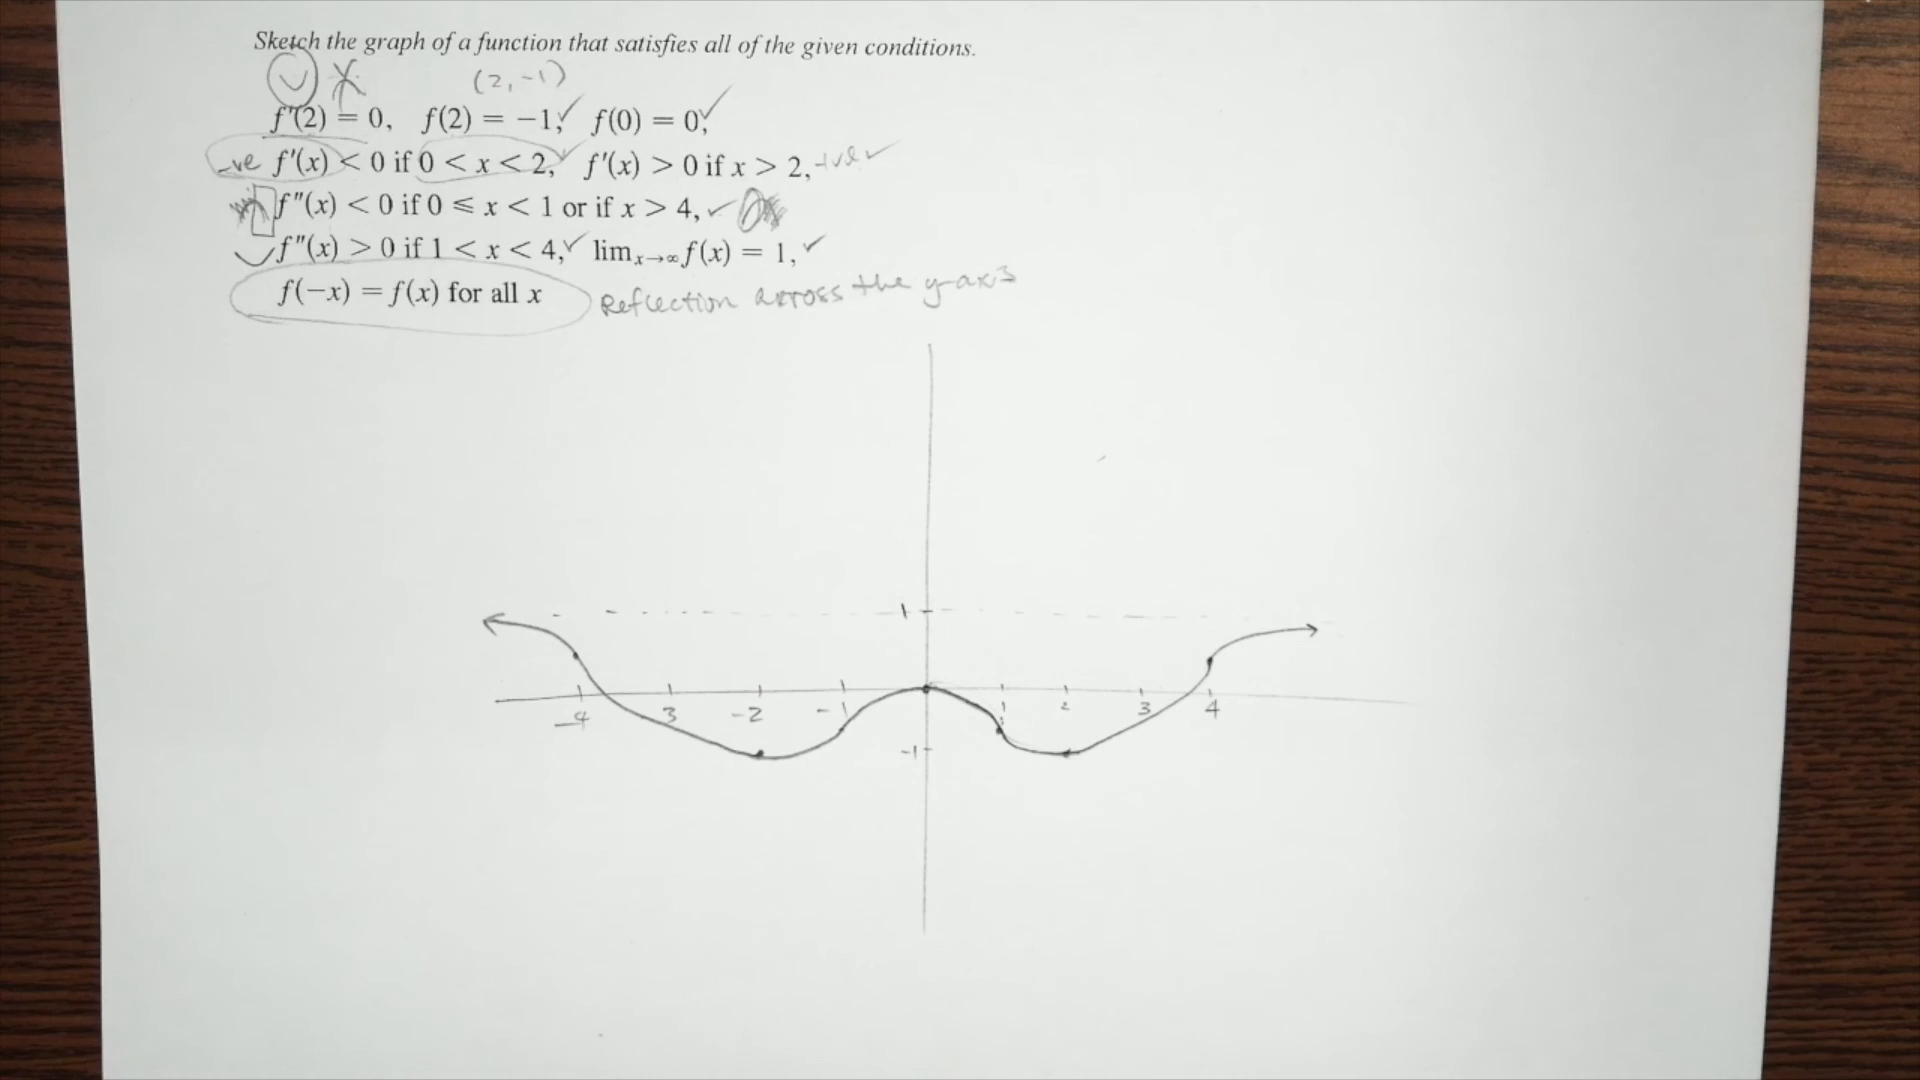 Sketch the graph of a function that satisfies all of the given conditions.
(2, -1)
f'(2) = 0, f(2) = −1, f(0) = 0,
-ve f'(x) < 0 if 0 < x < 2, f'(x) > 0 if x > 2, +ve
f"(x) < 0 if 0 ⩽ x < 1 or if x > 4,
f"(x) > 0 if 1 < x < 4, lim x→∞ f(x) = 1,
f(−x) = f(x) for all x Reflection across the y-axis
1
-4 3 -2 -1 1 2 3 4
-1